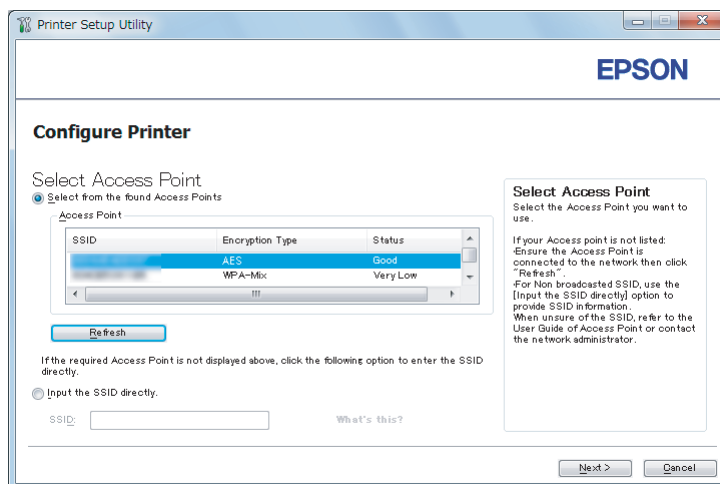 Printer Setup Utility
EPSON
Configure Printer
Select Access Point
Select from the found Access Points
Access Point
SSID Encryption Type Status
AES Good
WPA-Mix Very Low
Refresh
If the required Access Point is not displayed above, click the following option to enter the SSID
directly.
Input the SSID directly.
SSID: What's this?
Select Access Point
Select the Access Point you want to
use.
If your Access point is not listed:
-Ensure the Access Point is
connected to the network then click
"Refresh".
-For Non broadcasted SSID, use the
[Input the SSID directly] option to
provide SSID information.
When unsure of the SSID, refer to the
User Guide of Access Point or contact
the network administrator.
Next > Cancel